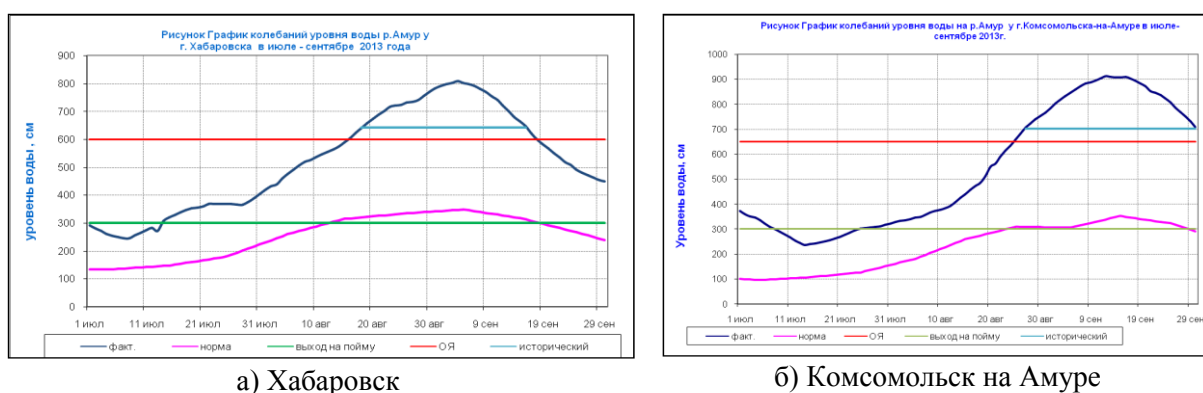 Рисунок График колебаний уровня воды р.Амур у
г. Хабаровска в июле - сентябре 2013 года
уровень воды , см
900
800
700
600
500
400
300
200
100
0
1 июл 11 июл 21 июл 31 июл 10 авг 20 авг 30 авг 9 сен 19 сен 29 сен
факт. норма выход на пойму ОЯ исторический
а) Хабаровск
Рисунок График колебаний уровня воды на р.Амур у г.Комсомольска-на-Амуре в июле-
сентябре 2013г.
Уровень воды, см
1000
900
800
700
600
500
400
300
200
100
0
1 июл 11 июл 21 июл 31 июл 10 авг 20 авг 30 авг 9 сен 19 сен 29 сен
факт. норма ОЯ выход на пойму исторический
б) Комсомольск на Амуре